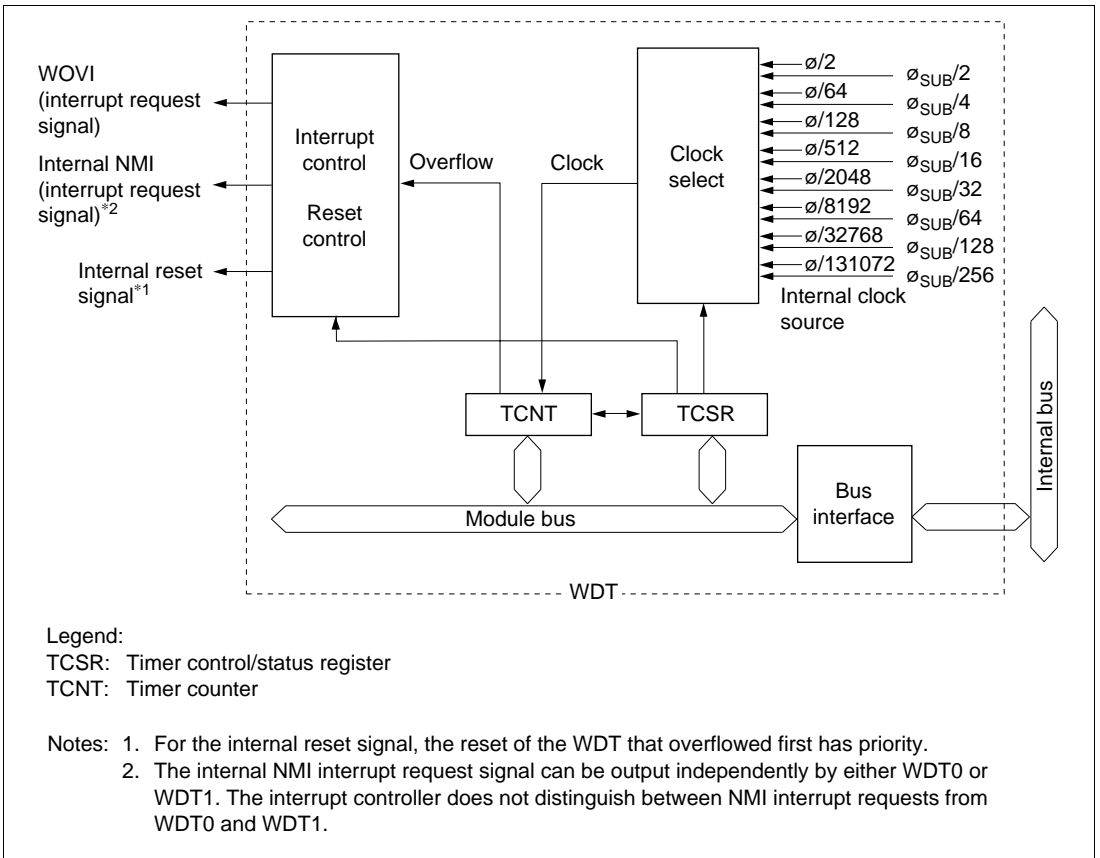 WOVI
(interrupt request
signal)
Internal NMI
(interrupt request
signal)*2
Internal reset
signal*1
Interrupt
control
Reset
control
Overflow
Clock
Clock
select
ø/2
øSUB/2
ø/64
øSUB/4
ø/128
øSUB/8
ø/512
øSUB/16
ø/2048
øSUB/32
ø/8192
øSUB/64
ø/32768
øSUB/128
ø/131072
øSUB/256
Internal clock
source
TCNT
TCSR
Module bus
Bus
interface
Internal bus
WDT
Legend:
TCSR: Timer control/status register
TCNT: Timer counter
Notes: 1. For the internal reset signal, the reset of the WDT that overflowed first has priority.
2. The internal NMI interrupt request signal can be output independently by either WDT0 or
WDT1. The interrupt controller does not distinguish between NMI interrupt requests from
WDT0 and WDT1.